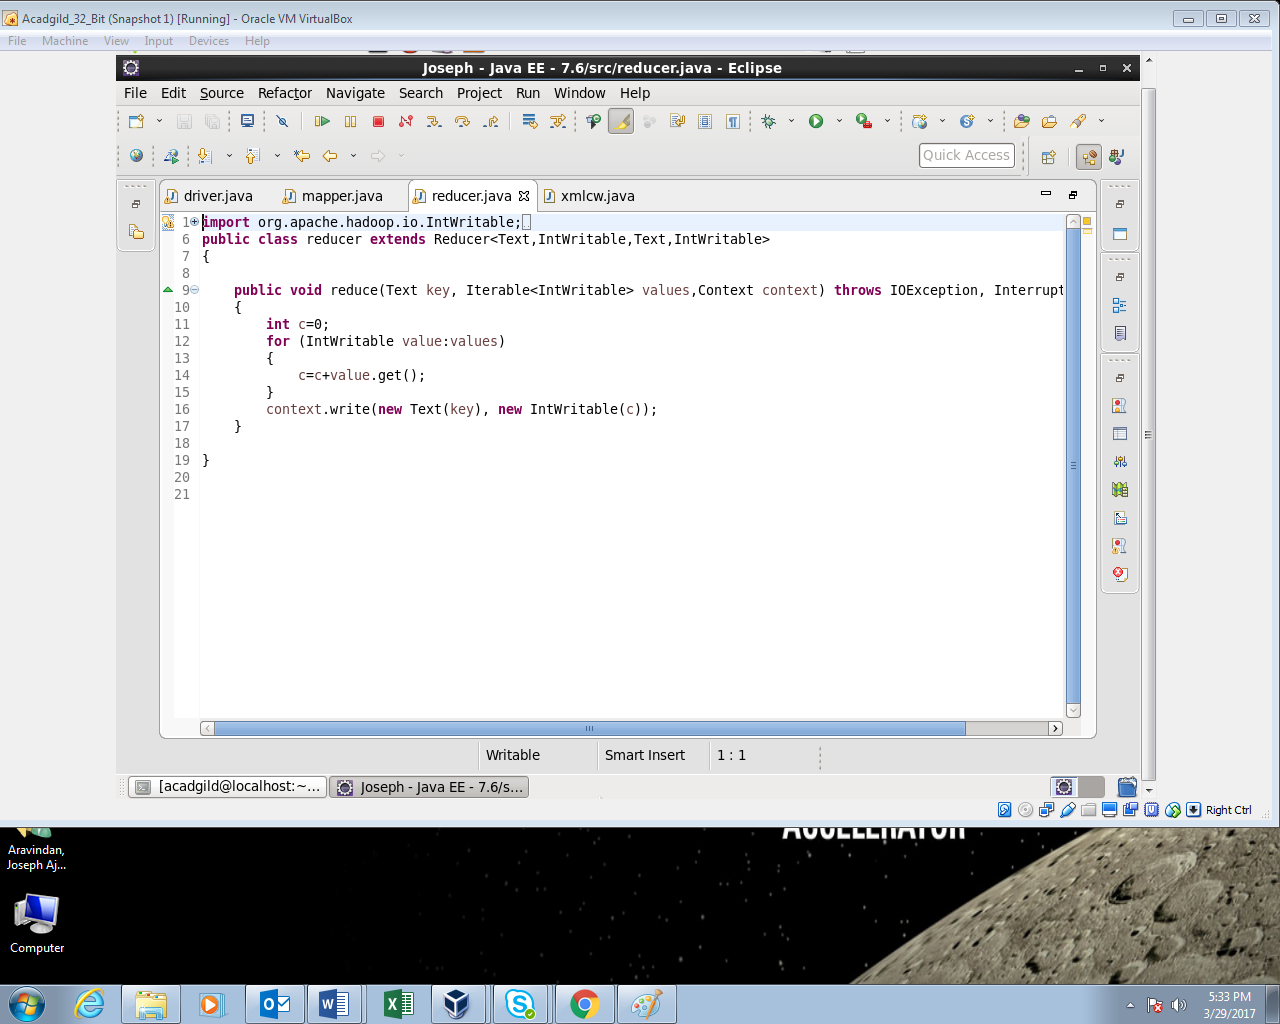 Acadgild_32_Bit (Snapshot 1) [Running] - Oracle VM VirtualBox
File Machine View Input Devices Help
Joseph - Java EE - 7.6/src/reducer.java - Eclipse
File Edit Source Refactor Navigate Search Project Run Window Help
Quick Access
driver.java mapper.java reducer.java xmlcw.java
1 import org.apache.hadoop.io.IntWritable;
6 public class reducer extends Reducer<Text,IntWritable,Text,IntWritable>
7 {
8
9 public void reduce(Text key, Iterable<IntWritable> values,Context context) throws IOException, Interrupt
10 {
11 int c=0;
12 for (IntWritable value:values)
13 {
14 c=c+value.get();
15 }
16 context.write(new Text(key), new IntWritable(c));
17 }
18
19 }
20
21
Writable Smart Insert 1 : 1
[acadgild@localhost:~... Joseph - Java EE - 7.6/s...
Right Ctrl
ACCELERATOR
Aravindan,
Joseph Aj...
Computer
5:33 PM
3/29/2017